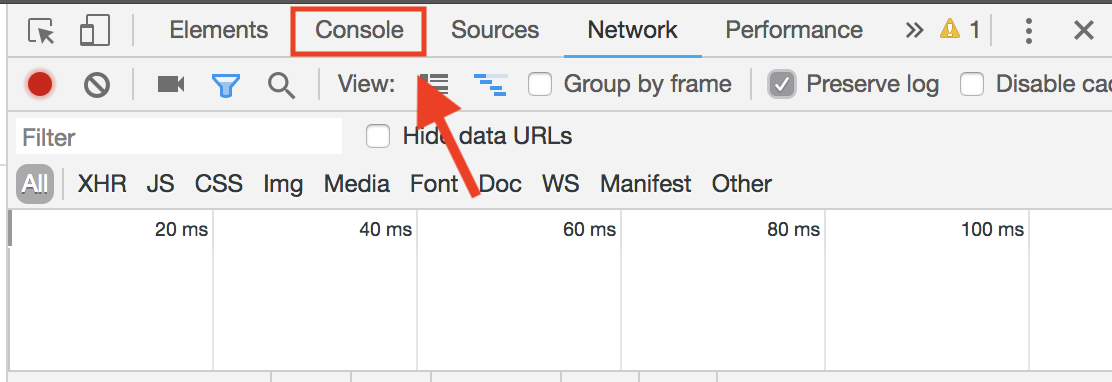 Elements Console Sources Network Performance » 1
View: Group by frame Preserve log Disable cac
Filter Hide data URLs
All XHR JS CSS Img Media Font Doc WS Manifest Other
20 ms 40 ms 60 ms 80 ms 100 ms